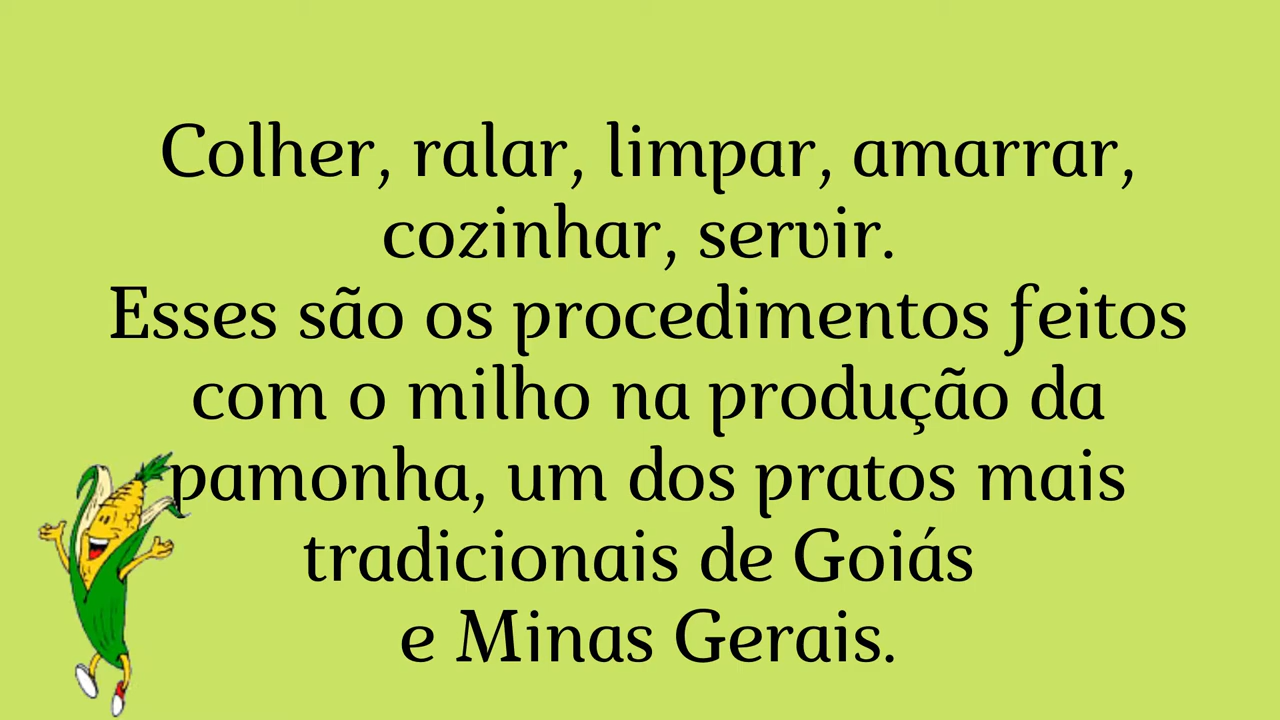 Colher, ralar, limpar, amarrar,
cozinhar, servir.
Esses são os procedimentos feitos
com o milho na produção da
pamonha, um dos pratos mais
tradicionais de Goiás
e Minas Gerais.